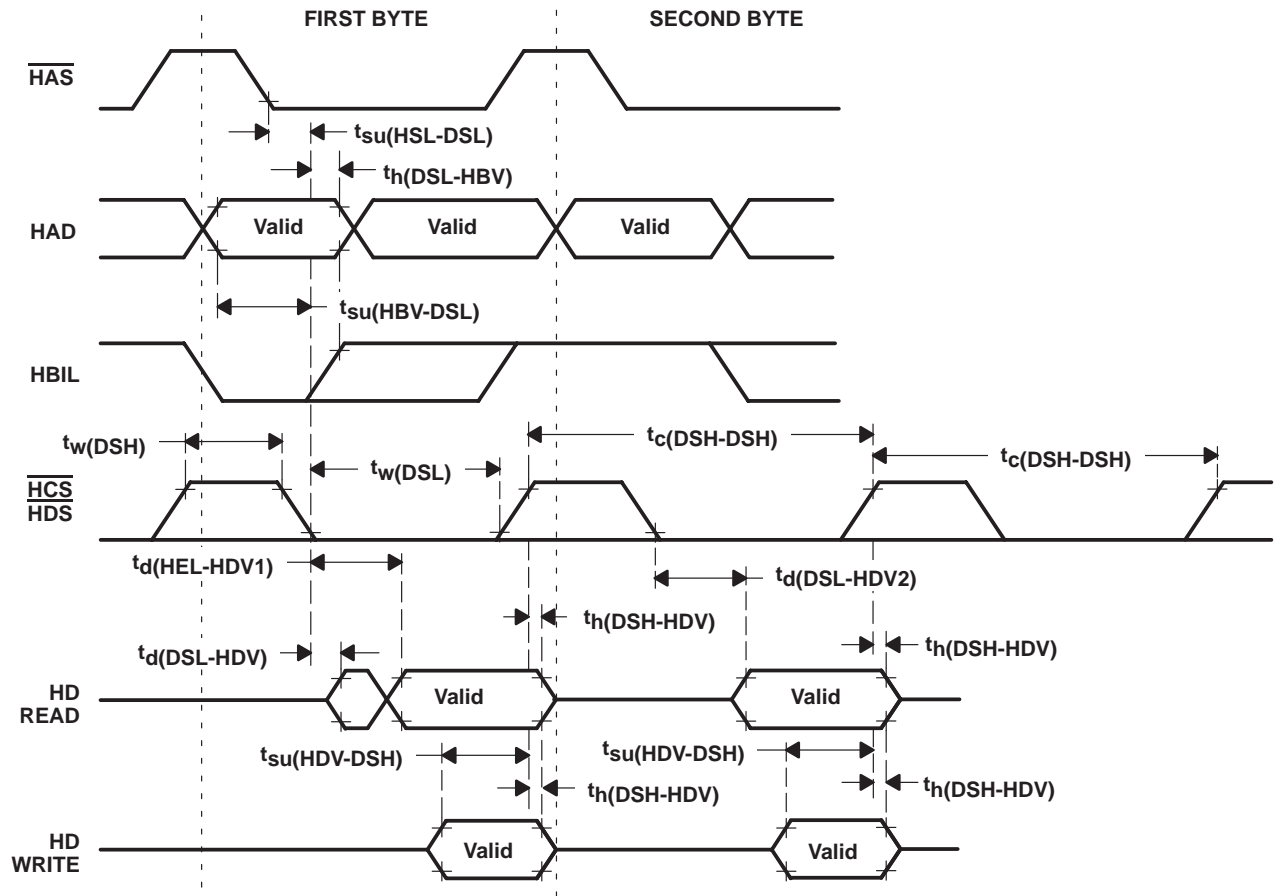 FIRST BYTE
SECOND BYTE
HAS
tsu(HSL-DSL)
th(DSL-HBV)
HAD
Valid
Valid
Valid
tsu(HBV-DSL)
HBIL
tw(DSH)
tc(DSH-DSH)
tw(DSL)
tc(DSH-DSH)
HCS
HDS
td(HEL-HDV1)
td(DSL-HDV2)
th(DSH-HDV)
td(DSL-HDV)
th(DSH-HDV)
HD
READ
Valid
Valid
tsu(HDV-DSH)
tsu(HDV-DSH)
th(DSH-HDV)
th(DSH-HDV)
HD
WRITE
Valid
Valid